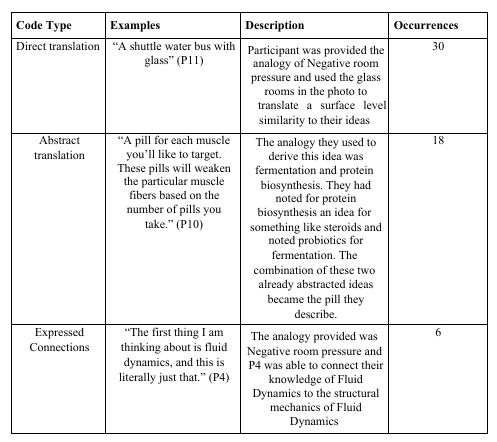 Code Type Examples Description Occurrences
Direct translation “A shuttle water bus with
glass” (P11)
Participant was provided the
analogy of Negative room
pressure and used the glass
rooms in the photo to
translate a surface level
similarity to their ideas
30
Abstract
translation
“A pill for each muscle
you’ll like to target.
These pills will weaken
the particular muscle
fibers based on the
number of pills you
take.” (P10)
The analogy they used to
derive this idea was
fermentation and protein
biosynthesis. They had
noted for protein
biosynthesis an idea for
something like steroids and
noted probiotics for
fermentation. The
combination of these two
already abstracted ideas
became the pill they
describe.
18
Expressed
Connections
“The first thing I am
thinking about is fluid
dynamics, and this is
literally just that.” (P4)
The analogy provided was
Negative room pressure and
P4 was able to connect their
knowledge of Fluid
Dynamics to the structural
mechanics of Fluid
Dynamics
6